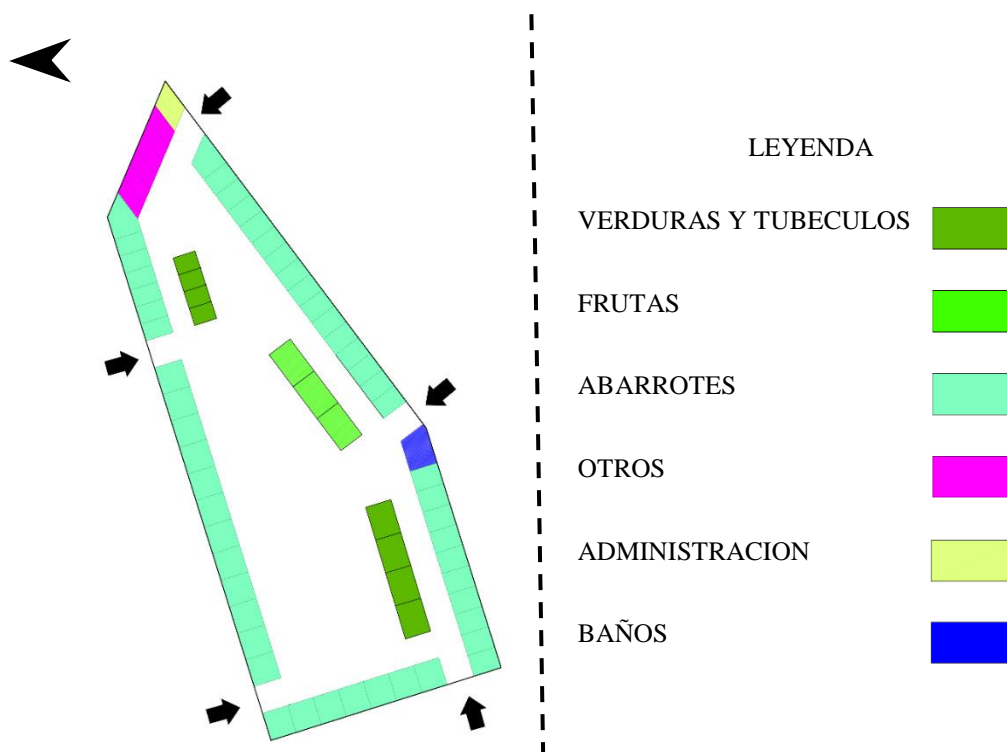 LEYENDA
VERDURAS Y TUBECULOS
FRUTAS
ABARROTES
OTROS
ADMINISTRACION
BAÑOS